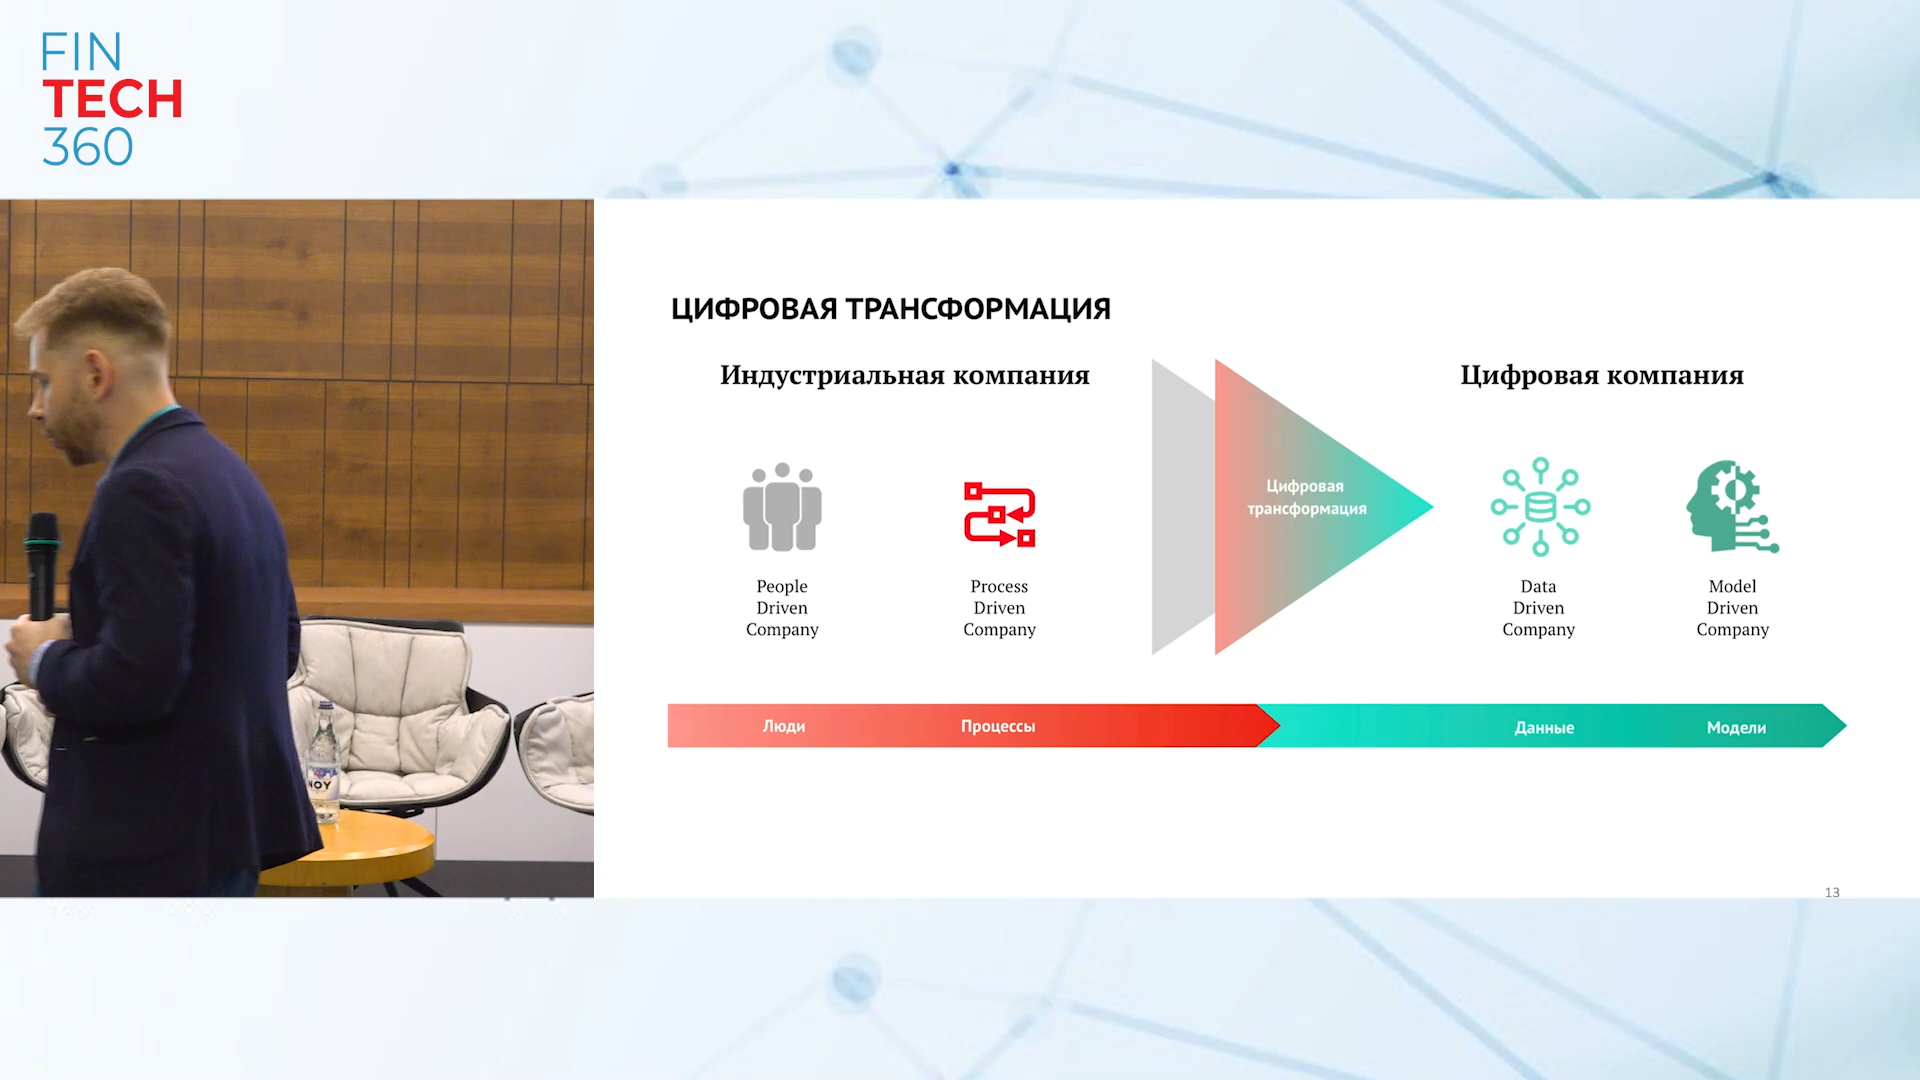 FIN
TECH
360
ЦИФРОВАЯ ТРАНСФОРМАЦИЯ
Индустриальная компания
Цифровая компания
Цифровая
трансформация
People
Driven
Company
Process
Driven
Company
Data
Driven
Company
Model
Driven
Company
Люди
Процессы
Данные
Модели
NOY
13